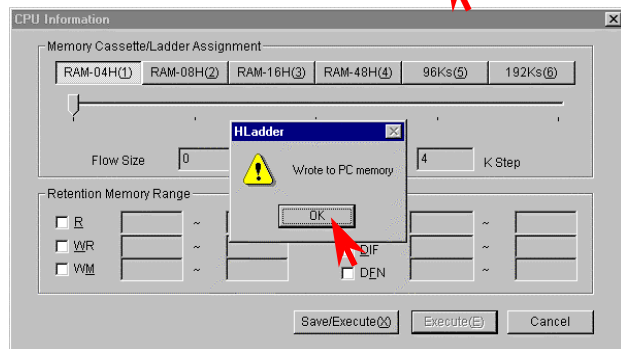 CPU Information
Memory Cassette/Ladder Assignment
RAM-04H(1) RAM-08H(2) RAM-16H(3) RAM-48H(4) 96Ks(5) 192Ks(6)
HLadder
Flow Size 0 Wrote to PC memory 4 K Step
Retention Memory Range
R ~ OK ~
WR ~ DIF ~
WM ~ DFN ~
Save/Execute(X) Execute(E) Cancel